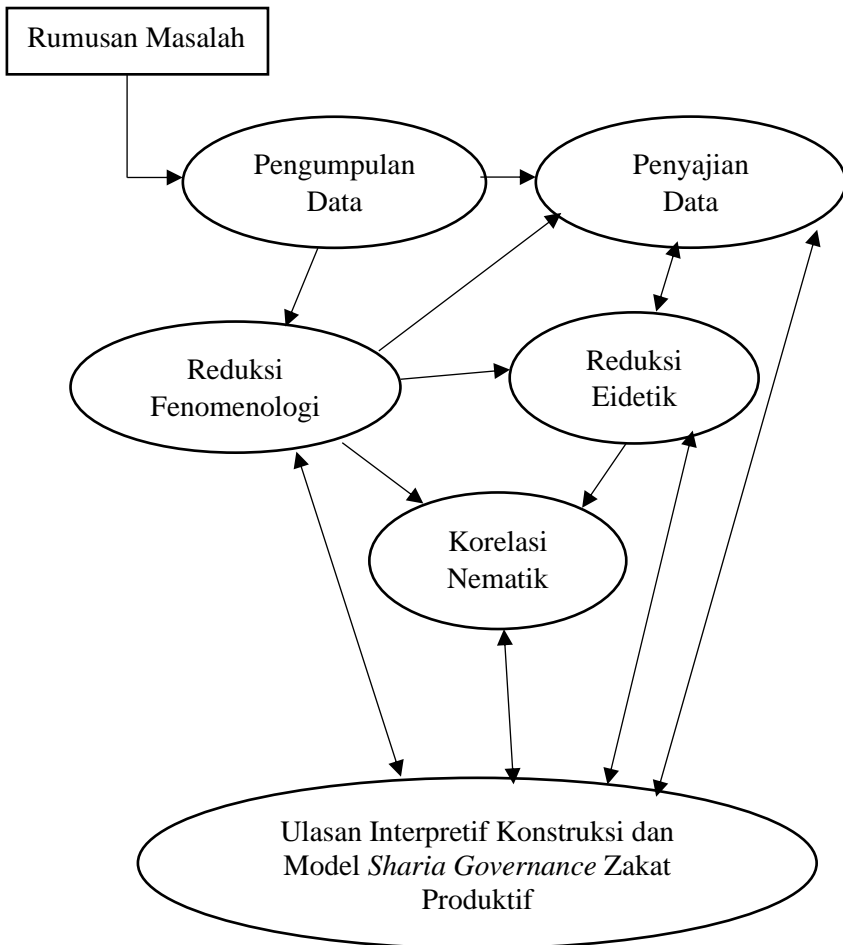 Rumusan Masalah
Pengumpulan
Data
Penyajian
Data
Reduksi
Fenomenologi
Reduksi
Eidetik
Korelasi
Nematik
Ulasan Interpretif Konstruksi dan
Model Sharia Governance Zakat
Produktif